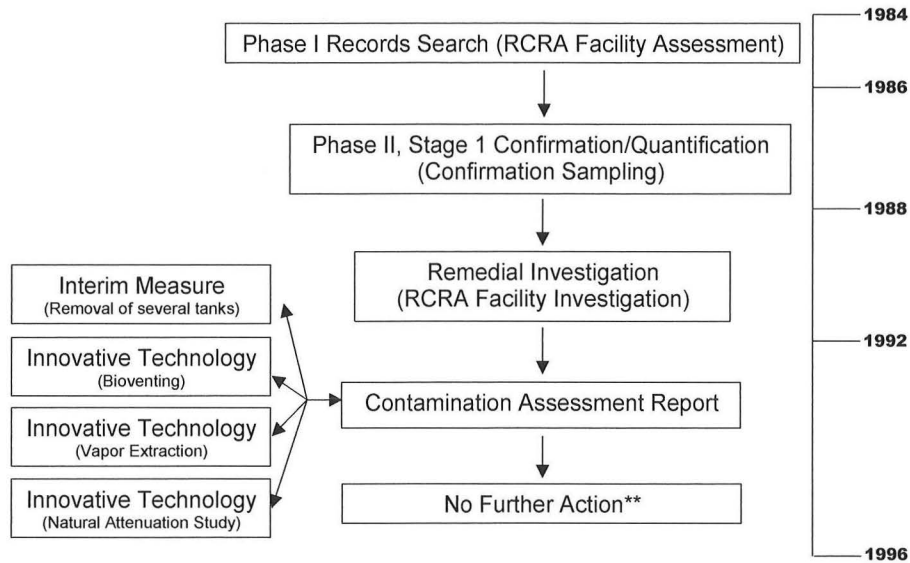 Phase I Records Search (RCRA Facility Assessment)
Phase II, Stage 1 Confirmation/Quantification
(Confirmation Sampling)
Remedial Investigation
(RCRA Facility Investigation)
Interim Measure
(Removal of several tanks)
Innovative Technology
(Bioventing)
Innovative Technology
(Vapor Extraction)
Innovative Technology
(Natural Attenuation Study)
Contamination Assessment Report
No Further Action**
1984
1986
1988
1992
1996